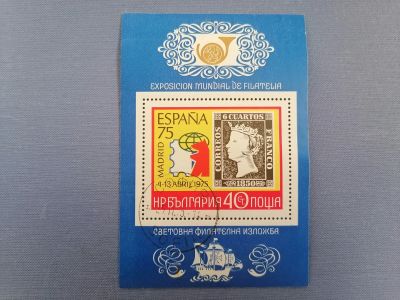 EXPOSICION MUNDIAL DE FILATELIA
ESPAÑA
75
MADRID
4-13 ABRIL 1975
6 CUARTOS
CORREOS
FRANCO
1850
НР БЪЛГАРИЯ 40 СТ ПОЩА
СВЕТОВНА ФИЛАТЕЛНА ИЗЛОЖБА